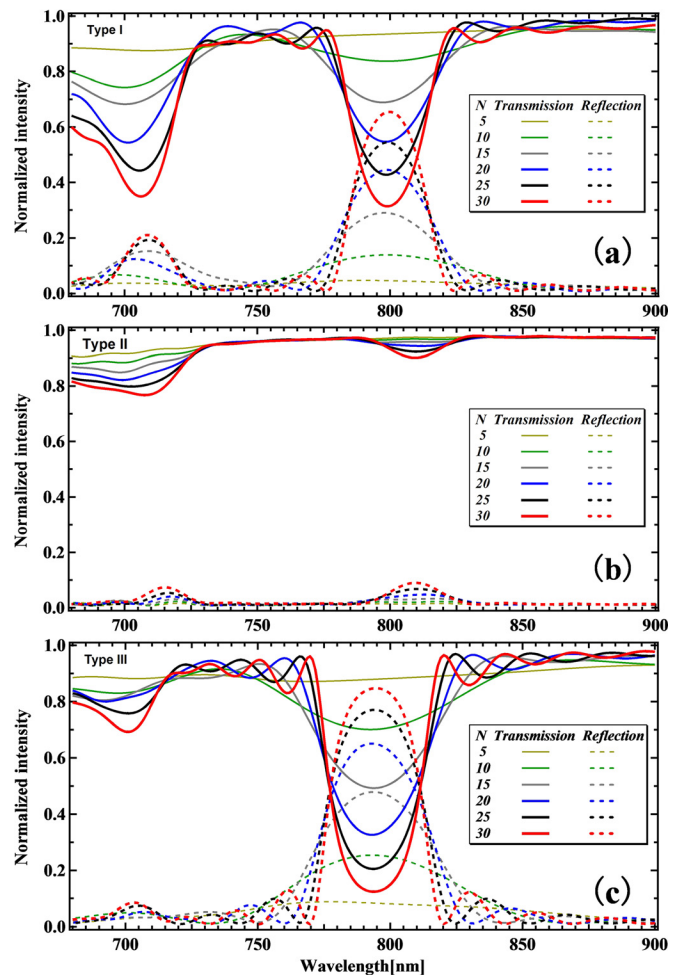 Normalized intensity
1.0
0.8
0.6
0.4
0.2
0.0
Type I
N Transmission Reflection
5
10
15
20
25
30
(a)
700 750 800 850 900
Normalized intensity
1.0
0.8
0.6
0.4
0.2
0.0
Type II
N Transmission Reflection
5
10
15
20
25
30
(b)
700 750 800 850 900
Normalized intensity
1.0
0.8
0.6
0.4
0.2
0.0
Type III
N Transmission Reflection
5
10
15
20
25
30
(c)
700 750 800 850 900
Wavelength[nm]